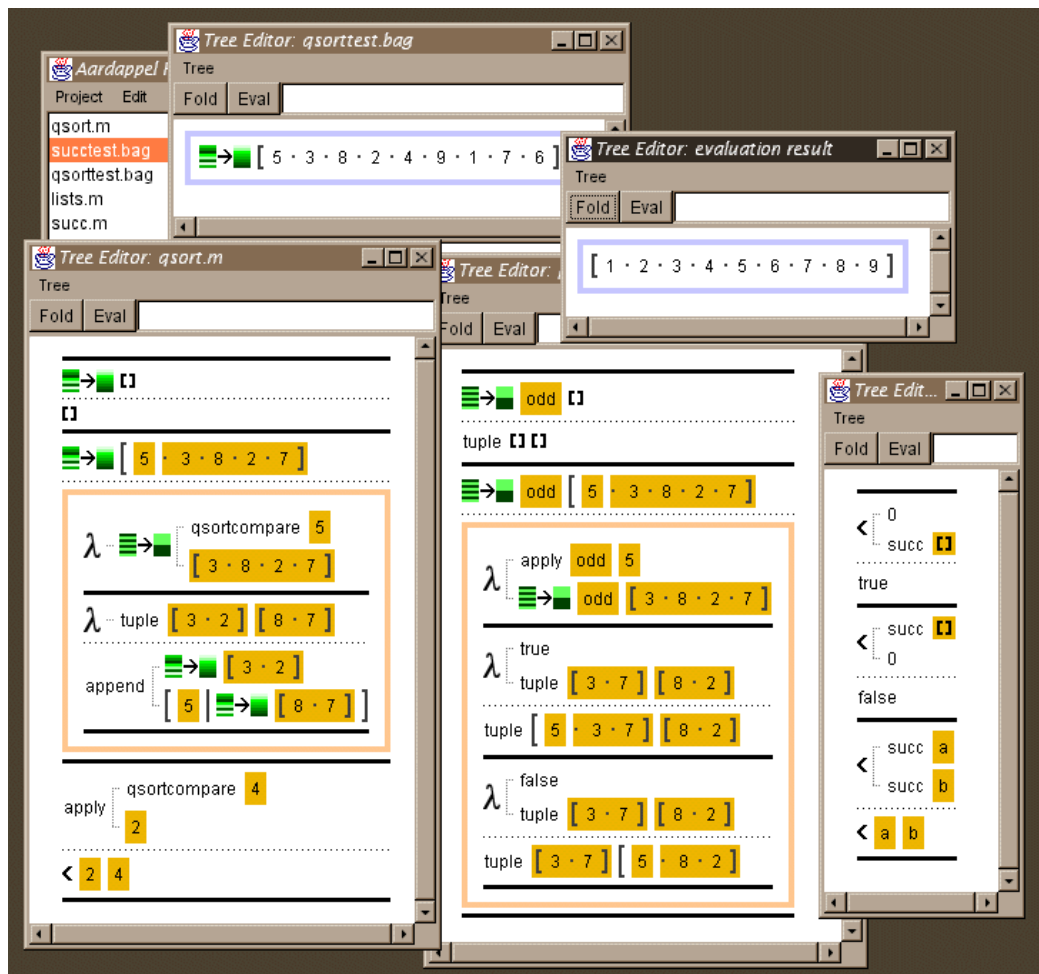 Tree Editor: qsorttest.bag
Tree
Fold Eval
[ 5 · 3 · 8 · 2 · 4 · 9 · 1 · 7 · 6 ]
Aardappel
Project Edit
qsort.m
succtest.bag
qsorttest.bag
lists.m
succ.m
Tree Editor: evaluation result
Tree
Fold Eval
[ 1 · 2 · 3 · 4 · 5 · 6 · 7 · 8 · 9 ]
Tree Editor: qsort.m
Tree
Fold Eval
→ []
[]
→ [ 5 · 3 · 8 · 2 · 7 ]
λ → qsortcompare 5
[ 3 · 8 · 2 · 7 ]
λ tuple [ 3 · 2 ] [ 8 · 7 ]
→ [ 3 · 2 ]
append
[ 5 | → [ 8 · 7 ] ]
qsortcompare 4
apply
2
< 2 4
Tree Editor:
Tree
Fold Eval
→ odd []
tuple [] []
→ odd [ 5 · 3 · 8 · 2 · 7 ]
apply odd 5
λ
→ odd [ 3 · 8 · 2 · 7 ]
true
λ
tuple [ 3 · 7 ] [ 8 · 2 ]
tuple [ 5 · 3 · 7 ] [ 8 · 2 ]
false
λ
tuple [ 3 · 7 ] [ 8 · 2 ]
tuple [ 3 · 7 ] [ 5 · 8 · 2 ]
Tree Edit...
Tree
Fold Eval
0
<
succ []
true
succ []
<
0
false
succ a
<
succ b
< a b